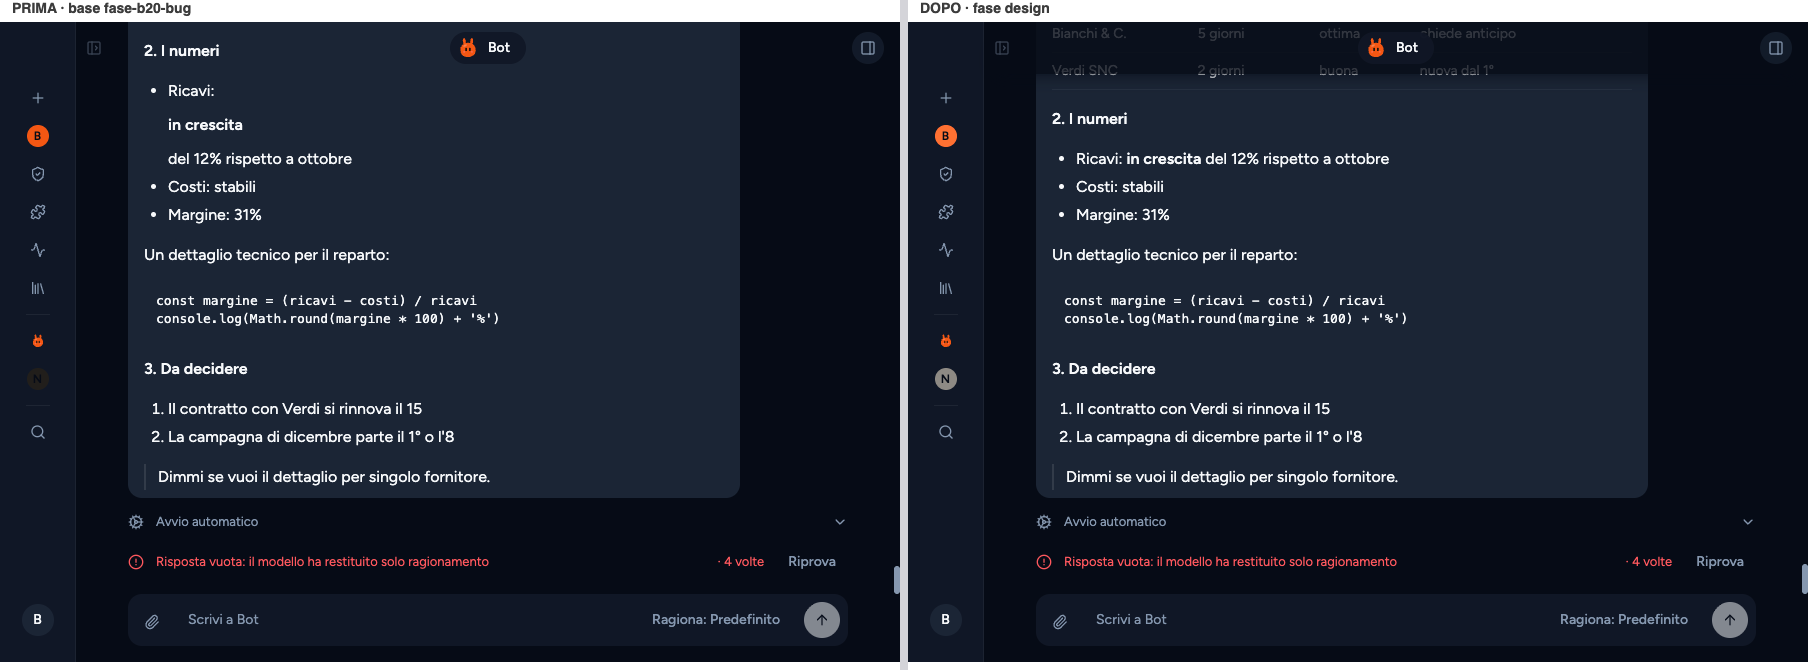 PRIMA · base fase-b20-bug
Bot
2. I numeri
• Ricavi:
in crescita
del 12% rispetto a ottobre
• Costi: stabili
• Margine: 31%
Un dettaglio tecnico per il reparto:
const margine = (ricavi – costi) / ricavi
console.log(Math.round(margine * 100) + '%')
3. Da decidere
1. Il contratto con Verdi si rinnova il 15
2. La campagna di dicembre parte il 1° o l'8
Dimmi se vuoi il dettaglio per singolo fornitore.
Avvio automatico
Risposta vuota: il modello ha restituito solo ragionamento · 4 volte Riprova
Scrivi a Bot Ragiona: Predefinito
B
N
B
DOPO · fase design
Bot
Bianchi & C. 5 giorni ottima chiede anticipo
Verdi SNC 2 giorni buona nuova dal 1°
2. I numeri
• Ricavi: in crescita del 12% rispetto a ottobre
• Costi: stabili
• Margine: 31%
Un dettaglio tecnico per il reparto:
const margine = (ricavi – costi) / ricavi
console.log(Math.round(margine * 100) + '%')
3. Da decidere
1. Il contratto con Verdi si rinnova il 15
2. La campagna di dicembre parte il 1° o l'8
Dimmi se vuoi il dettaglio per singolo fornitore.
Avvio automatico
Risposta vuota: il modello ha restituito solo ragionamento · 4 volte Riprova
Scrivi a Bot Ragiona: Predefinito
B
N
B